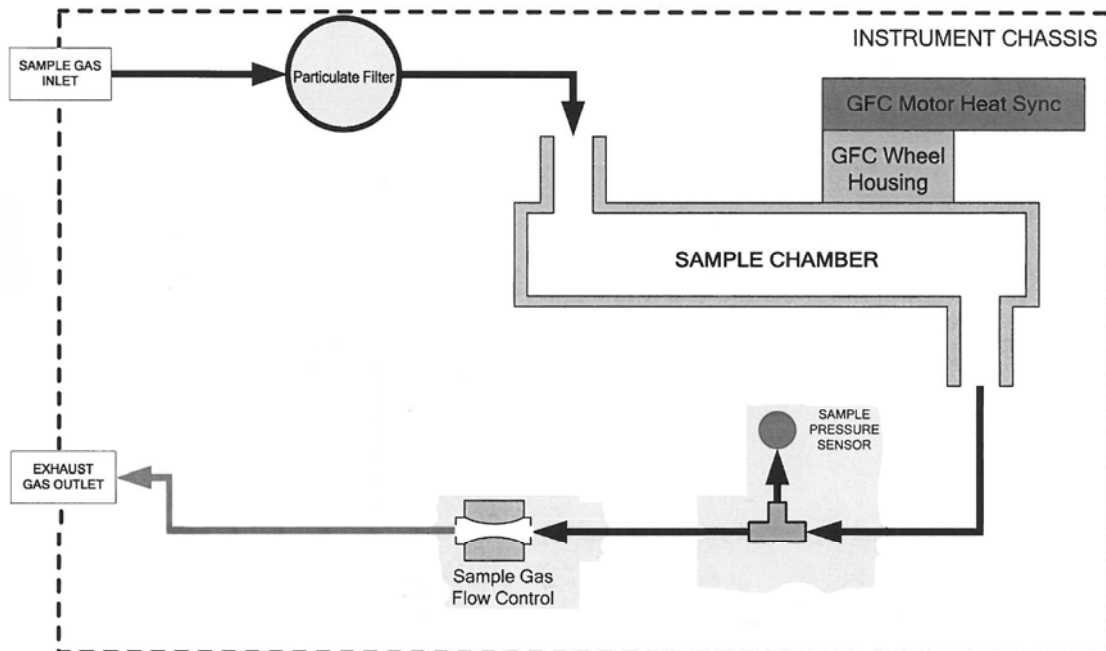 INSTRUMENT CHASSIS
SAMPLE GAS
INLET
Particulate Filter
GFC Motor Heat Sync
GFC Wheel
Housing
SAMPLE CHAMBER
SAMPLE
PRESSURE
SENSOR
EXHAUST
GAS OUTLET
Sample Gas
Flow Control